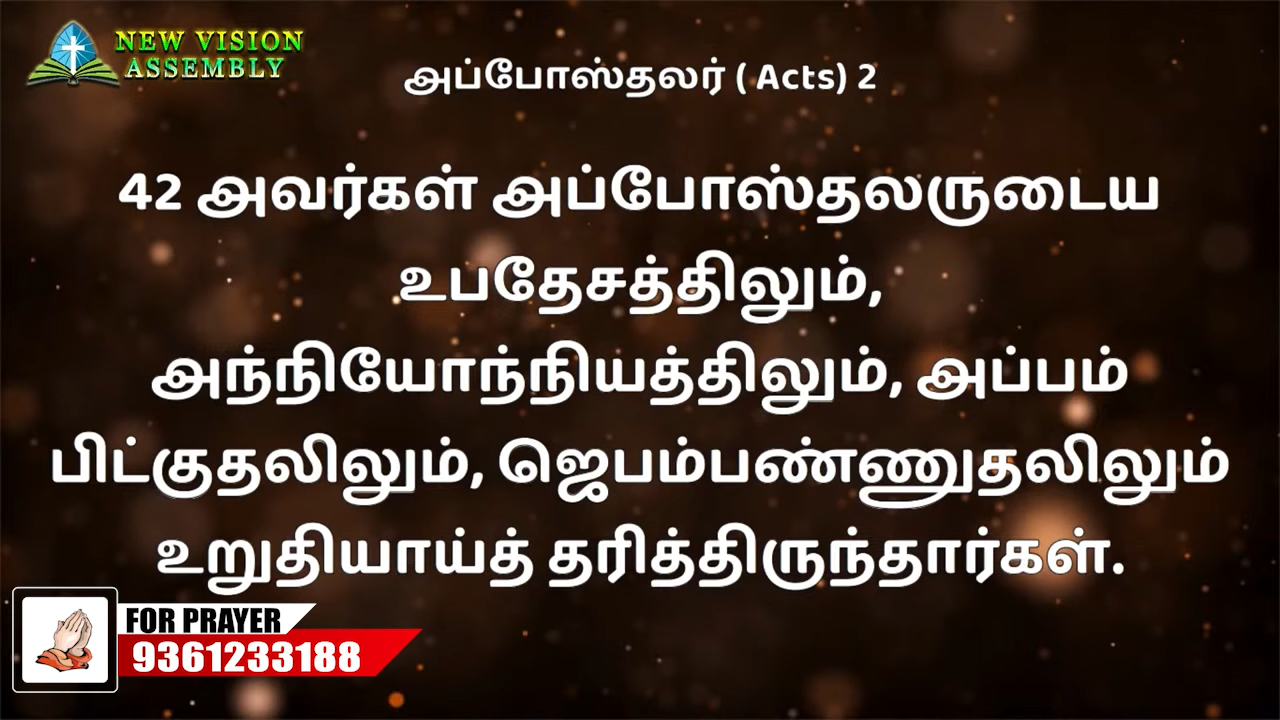 NEW VISION
ASSEMBLY
அப்போஸ்தலர் ( Acts) 2
42 அவர்கள் அப்போஸ்தலருடைய
உபதேசத்திலும்,
அந்நியோந்நியத்திலும், அப்பம்
பிட்குதலிலும், ஜெபம்பண்ணுதலிலும்
உறுதியாய்த் தரித்திருந்தார்கள்.
FOR PRAYER
9361233188